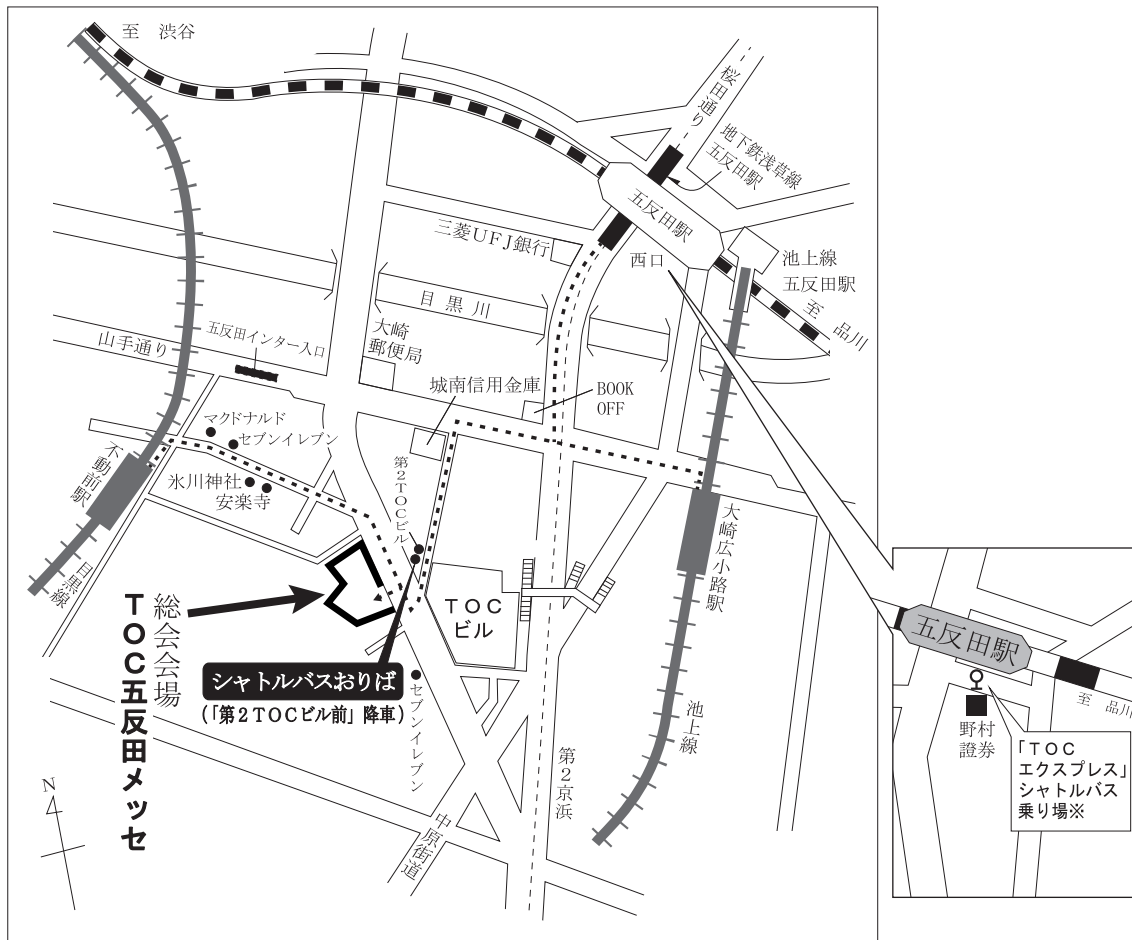 至 渋谷
桜田通り
地下鉄浅草線
五反田駅
五反田駅
三菱UFJ銀行
西口
池上線
五反田駅
至 品川
目黒川
大崎
郵便局
五反田インター入口
山手通り
城南信用金庫
BOOK
OFF
マクドナルド
セブンイレブン
不動前駅
氷川神社
安楽寺
第2TOCビル
目黒線
大崎広小路駅
TOC
ビル
総会会場
TOC五反田メッセ
シャトルバスおりば
(「第2TOCビル前」降車)
セブンイレブン
池上線
第2京浜
中原街道
N
五反田駅
至 品川
野村
證券
「TOC
エクスプレス」
シャトルバス
乗り場※